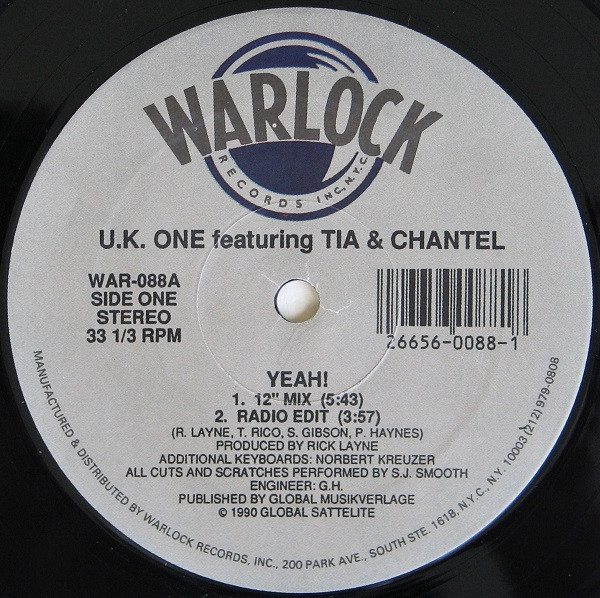 WARLOCK
RECORDS INC. N.Y.C.
U.K. ONE featuring TIA & CHANTEL
WAR-088A
SIDE ONE
STEREO
33 1/3 RPM
26656-0088-1
YEAH!
1. 12" MIX (5:43)
2. RADIO EDIT (3:57)
(R. LAYNE, T. RICO, S. GIBSON, P. HAYNES)
PRODUCED BY RICK LAYNE
ADDITIONAL KEYBOARDS: NORBERT KREUZER
ALL CUTS AND SCRATCHES PERFORMED BY S.J. SMOOTH
ENGINEER: G.H.
PUBLISHED BY GLOBAL MUSIKVERLAGE
© 1990 GLOBAL SATTELITE
MANUFACTURED & DISTRIBUTED BY WARLOCK RECORDS, INC., 200 PARK AVE., SOUTH STE. 1618, N.Y.C., N.Y. 10003 (212) 979-0808